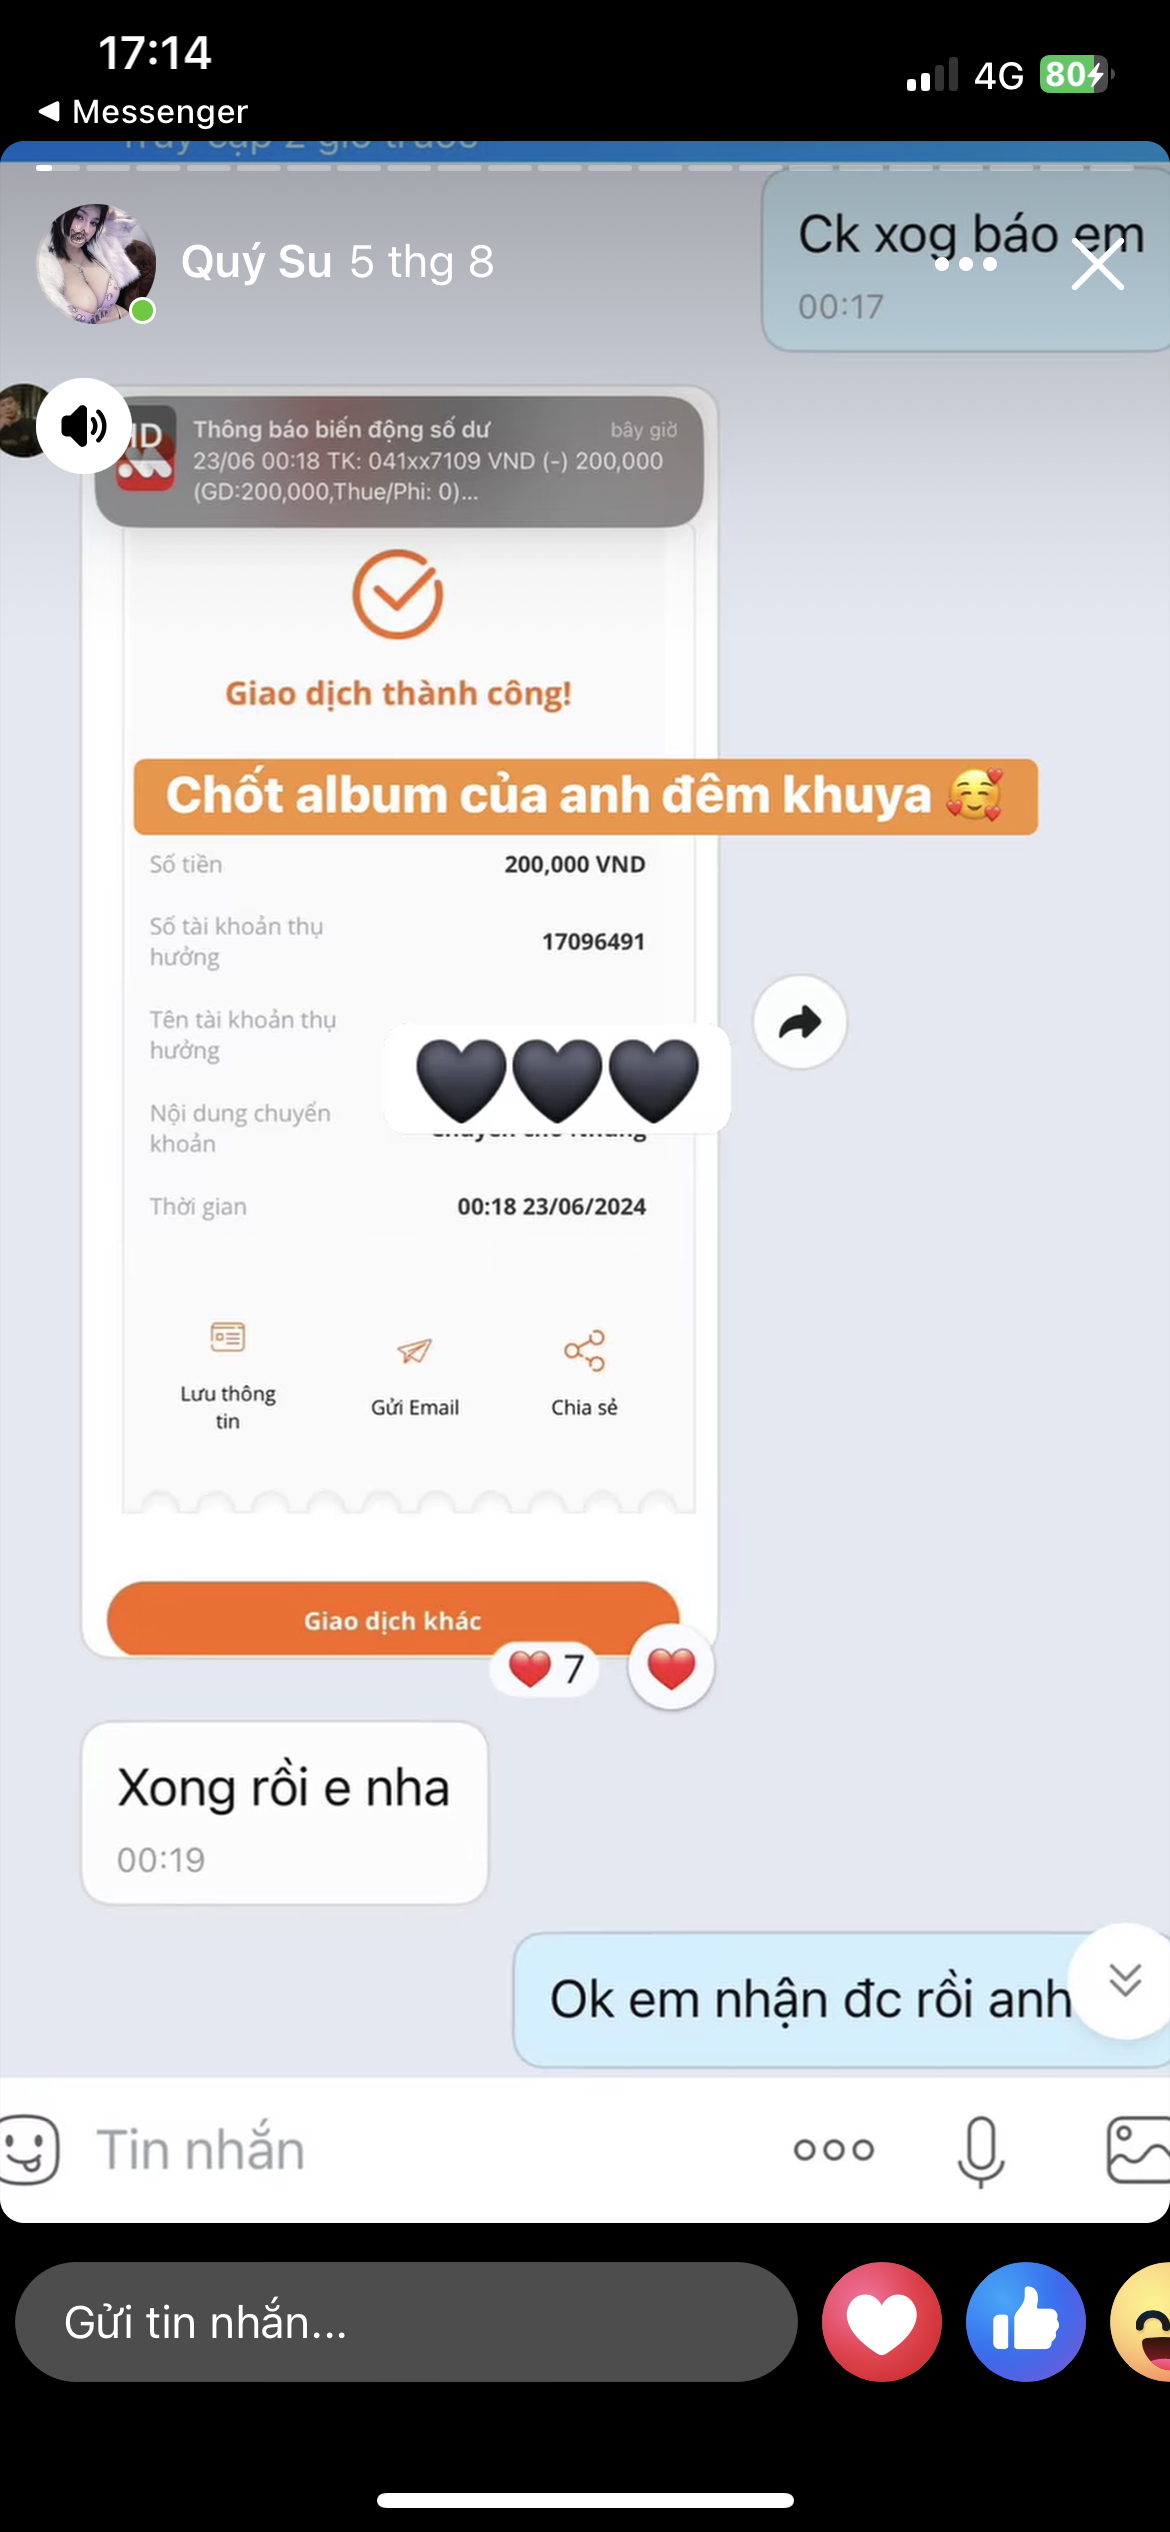 17:14
4G
80
Messenger
Quý Su 5 thg 8
Ck xog báo em
00:17
Thông báo biến động số dư
bây giờ
23/06 00:18 TK: 041xx7109 VND (-) 200,000
(GD:200,000,Thue/Phi: 0)...
Giao dịch thành công!
Chốt album của anh đêm khuya 🥰
Số tiền
200,000 VND
Số tài khoản thụ
hưởng
17096491
Tên tài khoản thụ
hưởng
🖤🖤🖤
Nội dung chuyển
khoản
Thời gian
00:18 23/06/2024
Lưu thông
tin
Gửi Email
Chia sẻ
Giao dịch khác
❤️ 7
❤️
Xong rồi e nha
00:19
Ok em nhận đc rồi anh
Tin nhắn
Gửi tin nhắn...